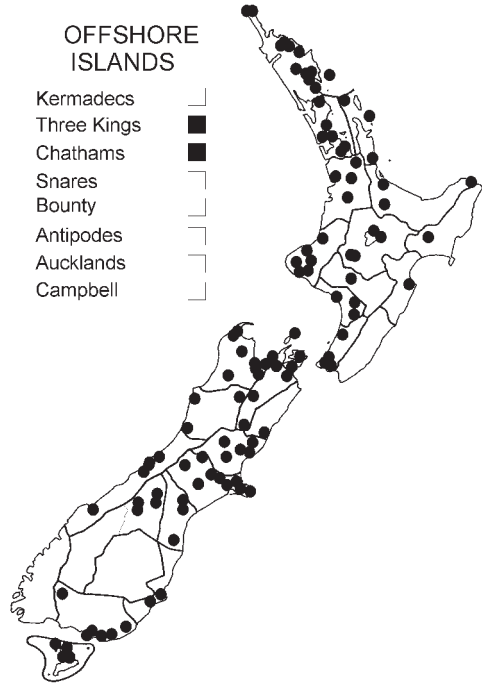 OFFSHORE
ISLANDS
Kermadecs
Three Kings
Chathams
Snares
Bounty
Antipodes
Aucklands
Campbell